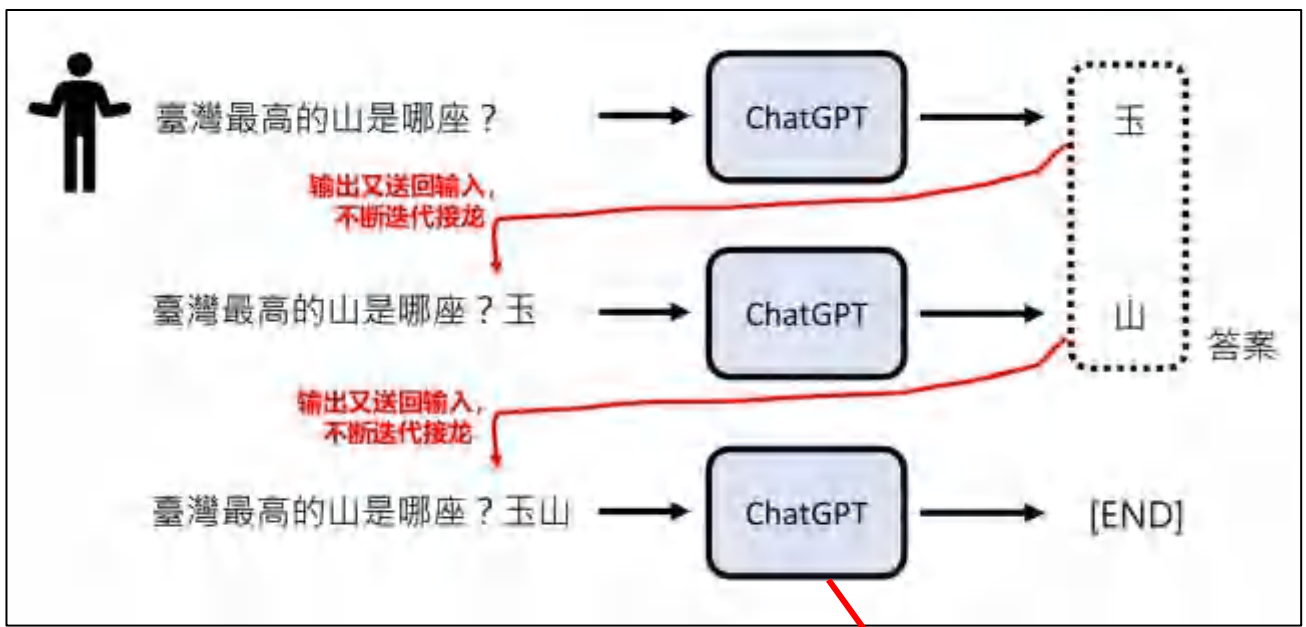 臺灣最高的山是哪座？
ChatGPT
玉
输出又送回输入，
不断迭代接龙
臺灣最高的山是哪座？玉
ChatGPT
山
答案
输出又送回输入，
不断迭代接龙
臺灣最高的山是哪座？玉山
ChatGPT
[END]